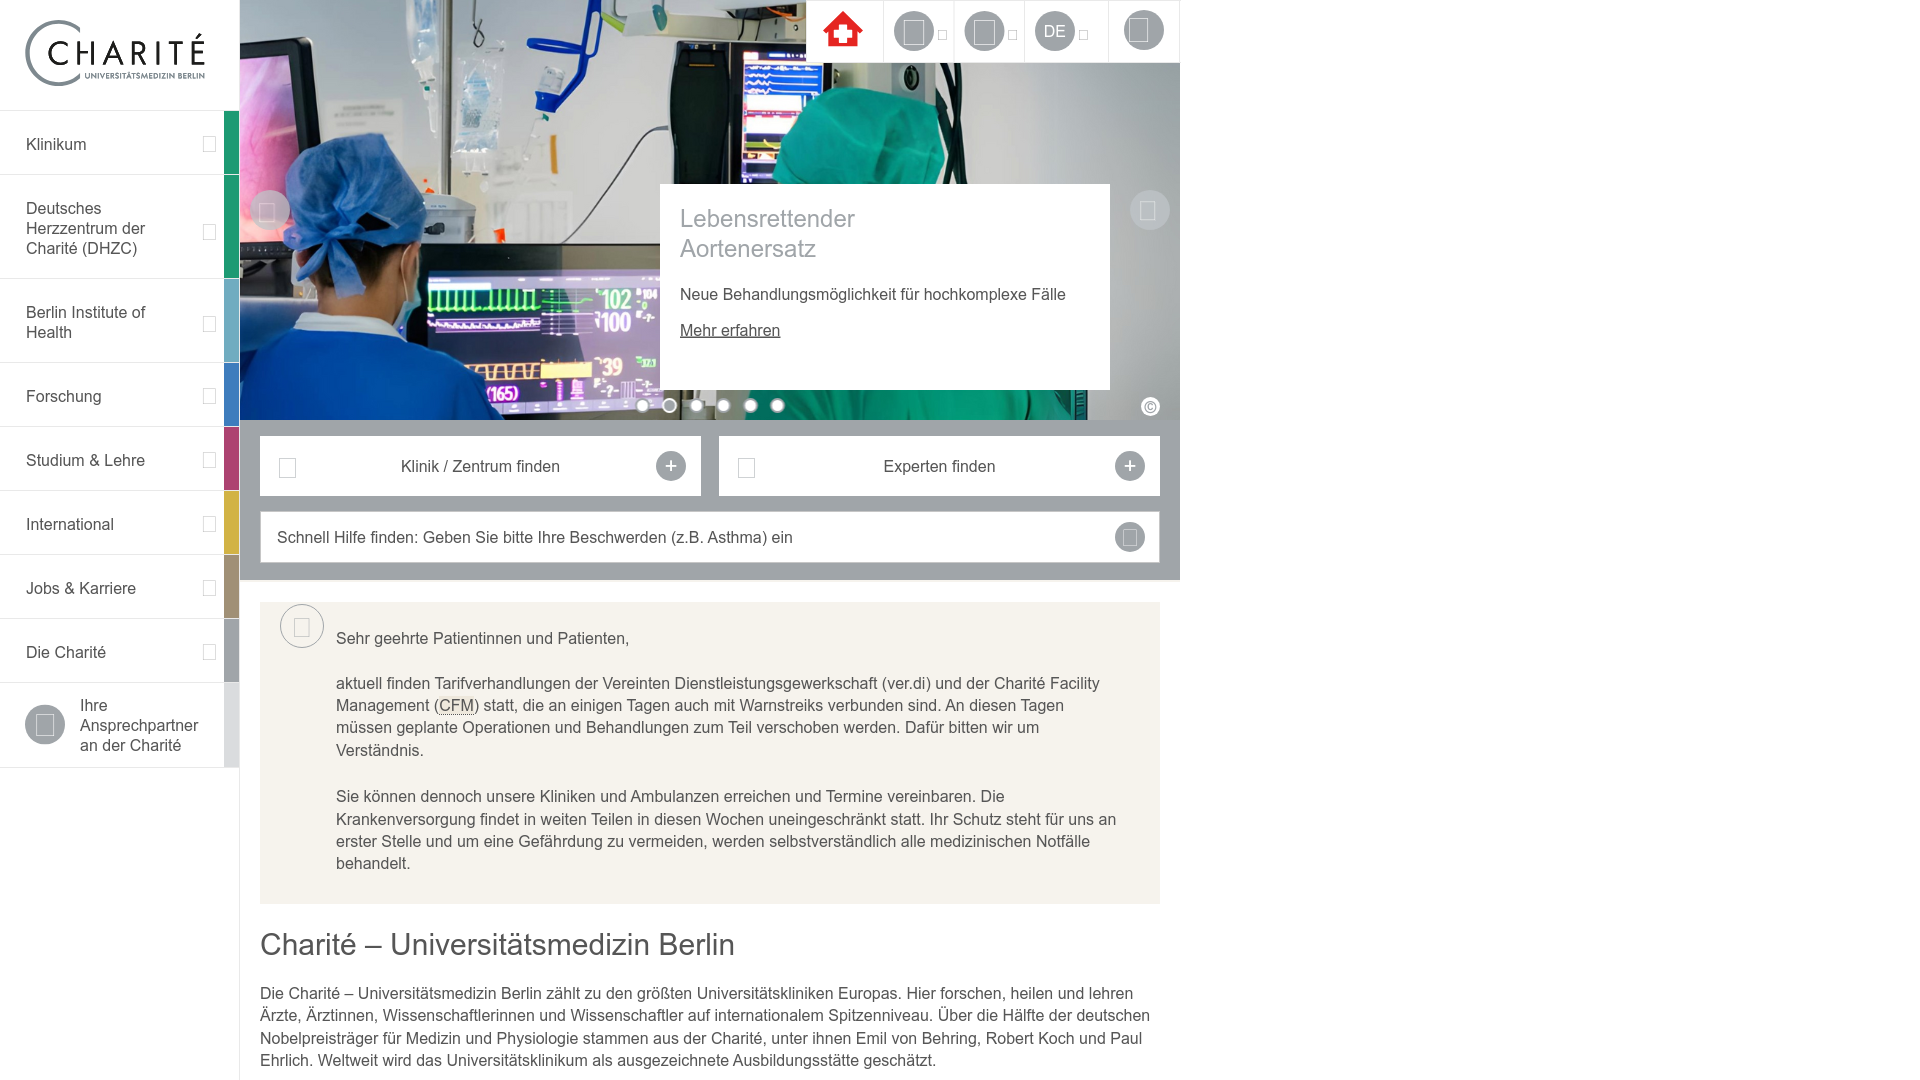 CHARITÉ
UNIVERSITÄTSMEDIZIN BERLIN
Klinikum
Deutsches
Herzzentrum der
Charité (DHZC)
Berlin Institute of
Health
Forschung
Studium & Lehre
International
Jobs & Karriere
Die Charité
Ihre
Ansprechpartner
an der Charité
DE
102
104
100
39
37.1
(165)
Lebensrettender
Aortenersatz
Neue Behandlungsmöglichkeit für hochkomplexe Fälle
Mehr erfahren
©
Klinik / Zentrum finden
+
Experten finden
+
Schnell Hilfe finden: Geben Sie bitte Ihre Beschwerden (z.B. Asthma) ein
Sehr geehrte Patientinnen und Patienten,
aktuell finden Tarifverhandlungen der Vereinten Dienstleistungsgewerkschaft (ver.di) und der Charité Facility
Management (CFM) statt, die an einigen Tagen auch mit Warnstreiks verbunden sind. An diesen Tagen
müssen geplante Operationen und Behandlungen zum Teil verschoben werden. Dafür bitten wir um
Verständnis.
Sie können dennoch unsere Kliniken und Ambulanzen erreichen und Termine vereinbaren. Die
Krankenversorgung findet in weiten Teilen in diesen Wochen uneingeschränkt statt. Ihr Schutz steht für uns an
erster Stelle und um eine Gefährdung zu vermeiden, werden selbstverständlich alle medizinischen Notfälle
behandelt.
Charité – Universitätsmedizin Berlin
Die Charité – Universitätsmedizin Berlin zählt zu den größten Universitätskliniken Europas. Hier forschen, heilen und lehren
Ärzte, Ärztinnen, Wissenschaftlerinnen und Wissenschaftler auf internationalem Spitzenniveau. Über die Hälfte der deutschen
Nobelpreisträger für Medizin und Physiologie stammen aus der Charité, unter ihnen Emil von Behring, Robert Koch und Paul
Ehrlich. Weltweit wird das Universitätsklinikum als ausgezeichnete Ausbildungsstätte geschätzt.